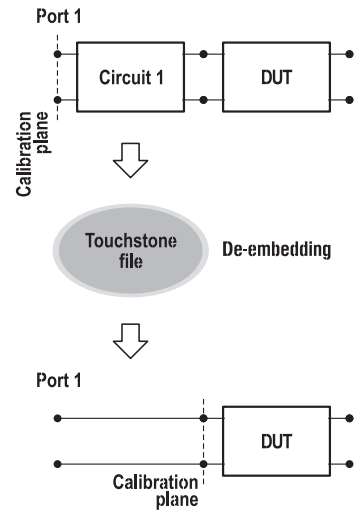 Port 1
Circuit 1
DUT
Calibration
plane
Touchstone
file
De-embedding
Port 1
DUT
Calibration
plane